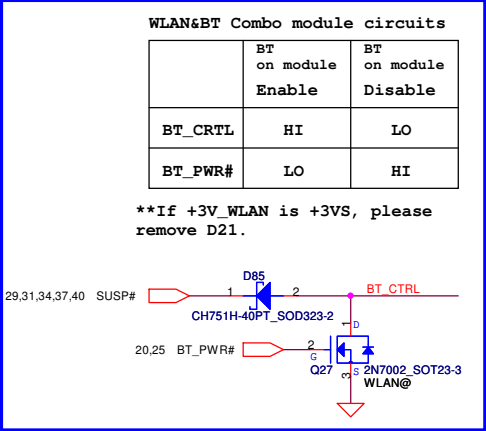 WLAN&BT Combo module circuits
BT on module Enable
BT on module Disable
BT_CRTL HI LO
BT_PWR# LO HI
**If +3V_WLAN is +3VS, please
remove D21.
D85
29,31,34,37,40 SUSP# 1 2 BT_CTRL
CH751H-40PT_SOD323-2
1 D
20,25 BT_PWR# 2 G
Q27 3 S 2N7002_SOT23-3
WLAN@